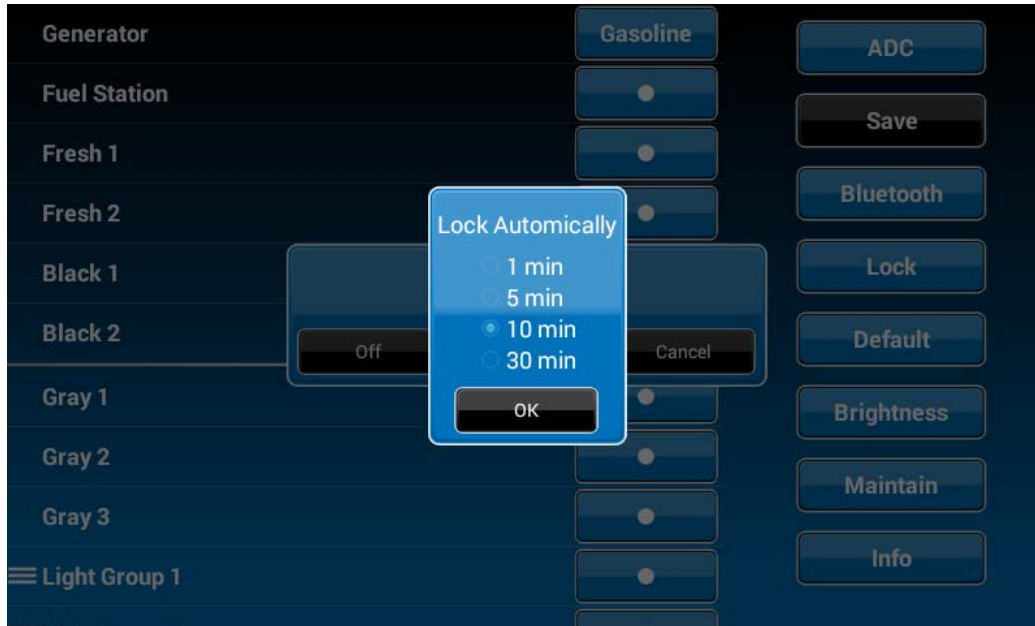 Generator
Gasoline
ADC
Fuel Station
Save
Fresh 1
Fresh 2
Bluetooth
Lock Automically
Black 1
1 min
Lock
5 min
Black 2
10 min
Off
Cancel
Default
30 min
Gray 1
OK
Brightness
Gray 2
Maintain
Gray 3
Info
Light Group 1